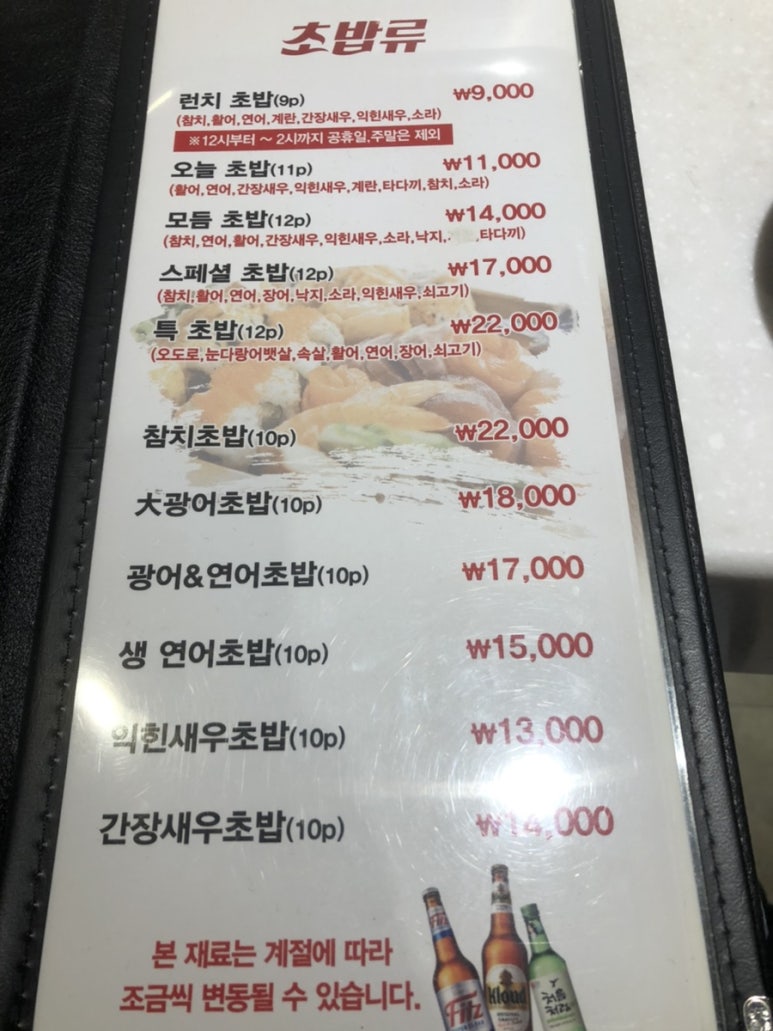 초밥류
런치 초밥(9p) ₩9,000
(참치,활어,연어,계란,간장새우,익힌새우,소라)
※12시부터 ~ 2시까지 공휴일,주말은 제외
오늘 초밥(11p) ₩11,000
(활어,연어,간장새우,익힌새우,계란,타다끼,참치,소라)
모듬 초밥(12p) ₩14,000
(참치,연어,활어,간장새우,익힌새우,소라,낙지, ,타다끼)
스페셜 초밥(12p) ₩17,000
(참치,활어,연어,장어,낙지,소라,익힌새우,쇠고기)
특 초밥(12p) ₩22,000
(오도로,눈다랑어뱃살,속살,활어,연어,장어,쇠고기)
참치초밥(10p) ₩22,000
大광어초밥(10p) ₩18,000
광어&연어초밥(10p) ₩17,000
생 연어초밥(10p) ₩15,000
익힌새우초밥(10p) ₩13,000
간장새우초밥(10p) ₩14,000
본 재료는 계절에 따라
조금씩 변동될 수 있습니다.
Fitz
Kloud
처음처럼